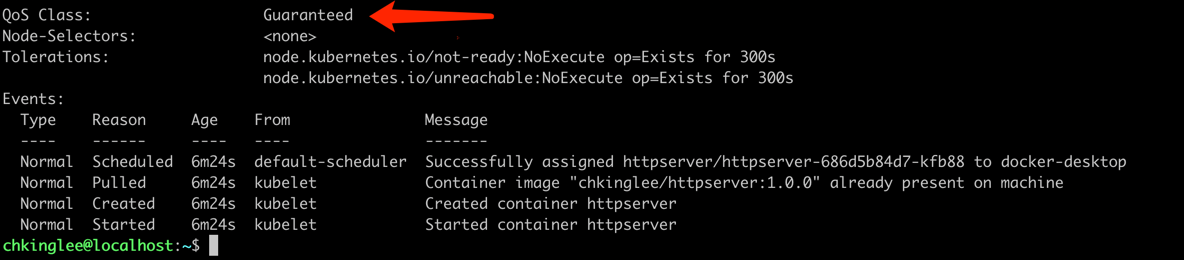 QoS Class:                   Guaranteed
Node-Selectors:              <none>
Tolerations:                 node.kubernetes.io/not-ready:NoExecute op=Exists for 300s
                             node.kubernetes.io/unreachable:NoExecute op=Exists for 300s
Events:
  Type    Reason     Age    From               Message
  ----    ------     ----   ----               -------
  Normal  Scheduled  6m24s  default-scheduler  Successfully assigned httpserver/httpserver-686d5b84d7-kfb88 to docker-desktop
  Normal  Pulled     6m24s  kubelet            Container image "chkinglee/httpserver:1.0.0" already present on machine
  Normal  Created    6m24s  kubelet            Created container httpserver
  Normal  Started    6m24s  kubelet            Started container httpserver
chkinglee@localhost:~$